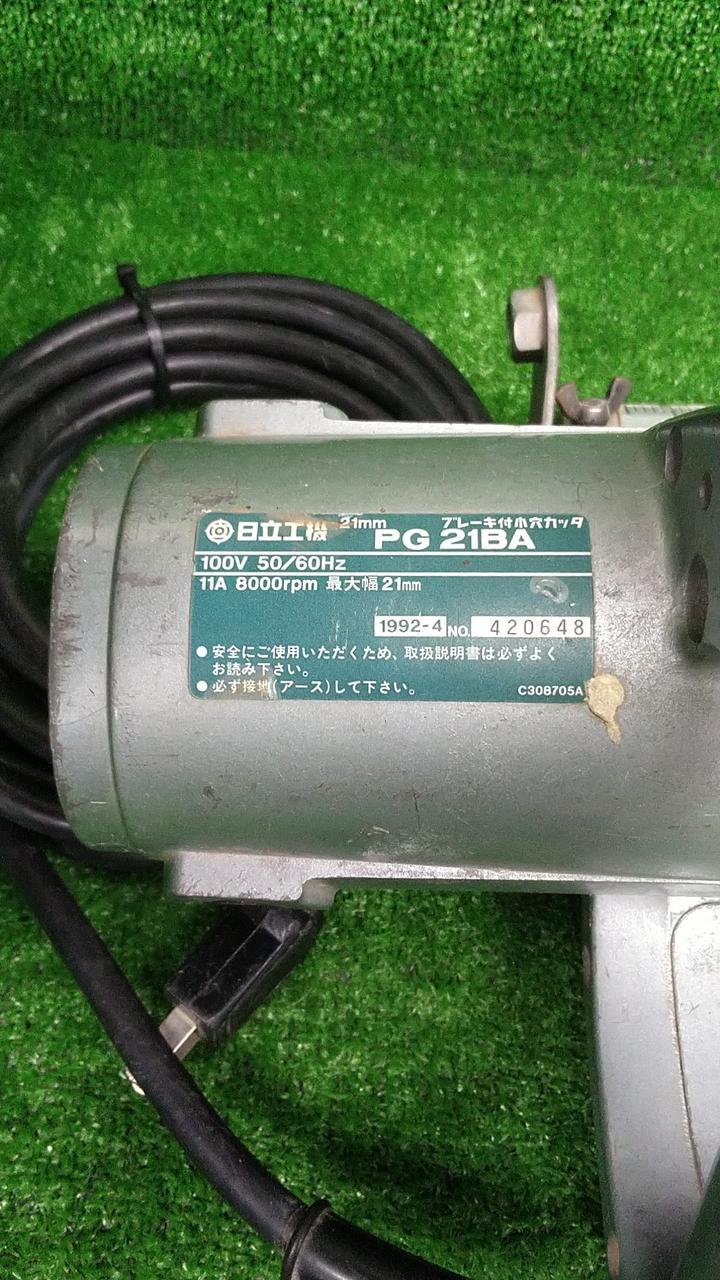 日立工機 21mm PG 21BA ブレーキ付小穴カッタ
100V 50/60Hz
11A 8000rpm 最大幅21mm
1992-4 NO. 420648
● 安全にご使用いただくため、取扱説明書は必ずよく
お読み下さい。
● 必ず接地(アース)して下さい。 C308705A